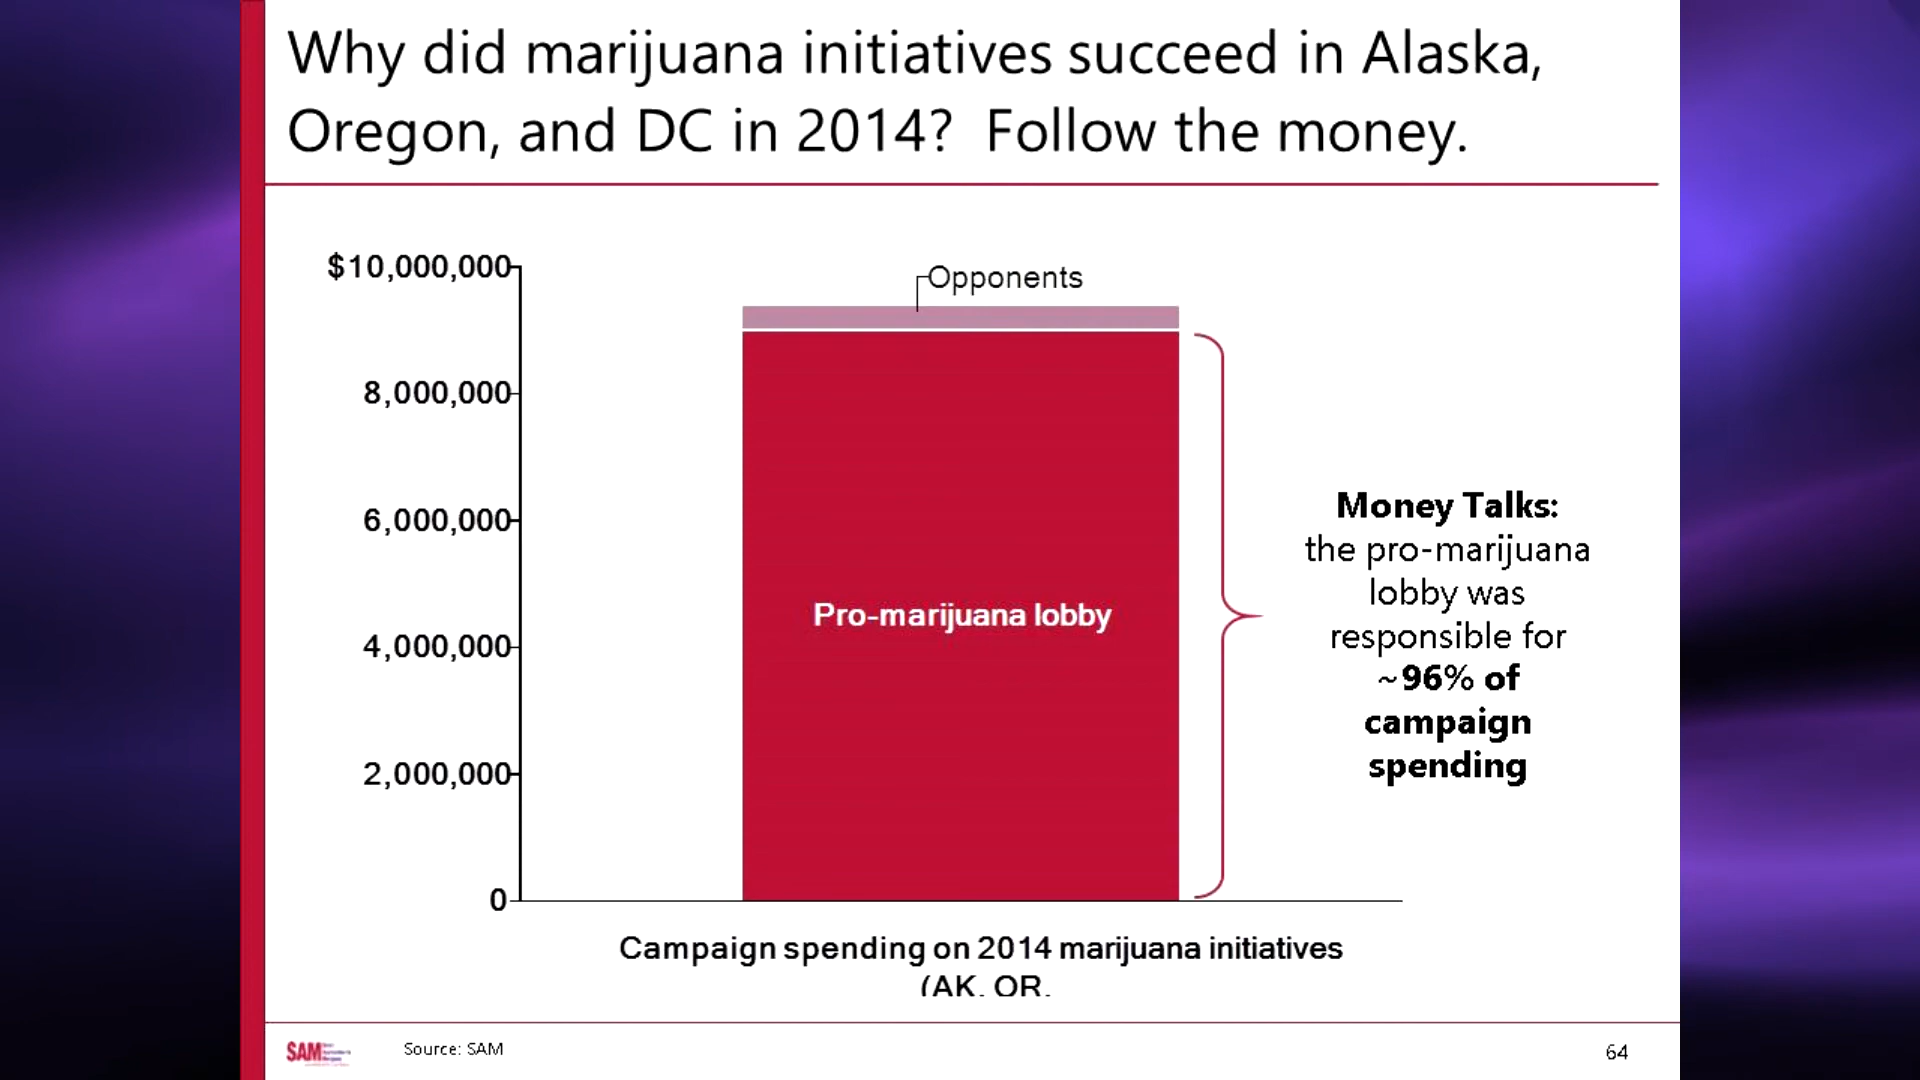 Why did marijuana initiatives succeed in Alaska,
Oregon, and DC in 2014? Follow the money.
$10,000,000
Opponents
8,000,000
6,000,000
4,000,000
2,000,000
0
Pro-marijuana lobby
Money Talks:
the pro-marijuana
lobby was
responsible for
~96% of
campaign
spending
Campaign spending on 2014 marijuana initiatives
(AK, OR,
SAM
Source: SAM
64